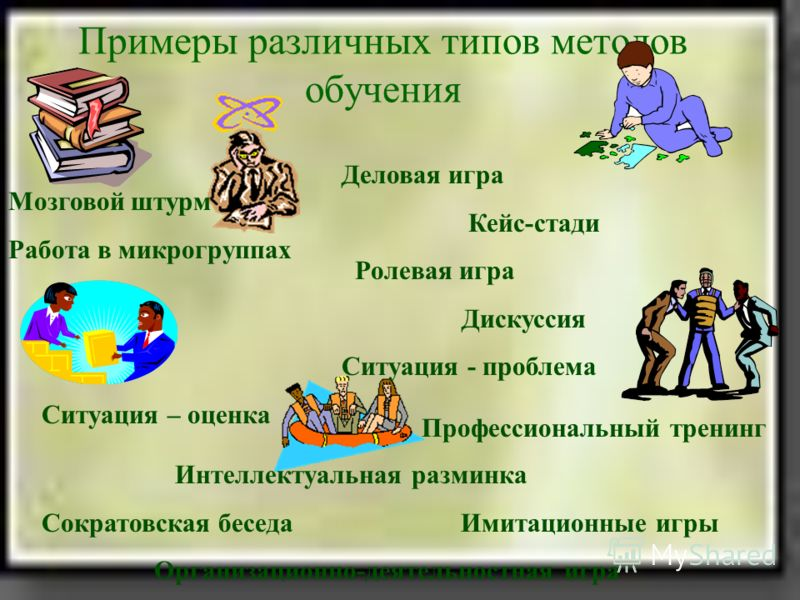 Примеры различных типов методов
обучения
Деловая игра
Мозговой штурм
Кейс-стади
Работа в микрогруппах
Ролевая игра
Дискуссия
Ситуация - проблема
Ситуация – оценка
Профессиональный тренинг
Интеллектуальная разминка
Сократовская беседа
Имитационные игры
MyShared
Организационно-деятельностная игра